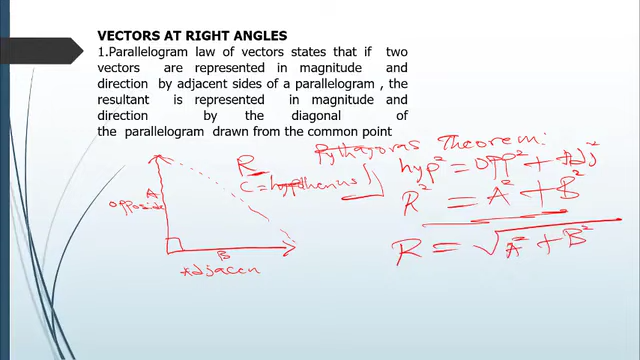 VECTORS AT RIGHT ANGLES
1.Parallelogram law of vectors states that if two
vectors are represented in magnitude and
direction by adjacent sides of a parallelogram , the
resultant is represented in magnitude and
direction by the diagonal of
the parallelogram drawn from the common point
Pythagoras Theorem:
hyp² = OPP² + Adj²
R² = A² + B²
R = √A² + B²
R
C = hypothenus
A
Opposide
B
Adjacen